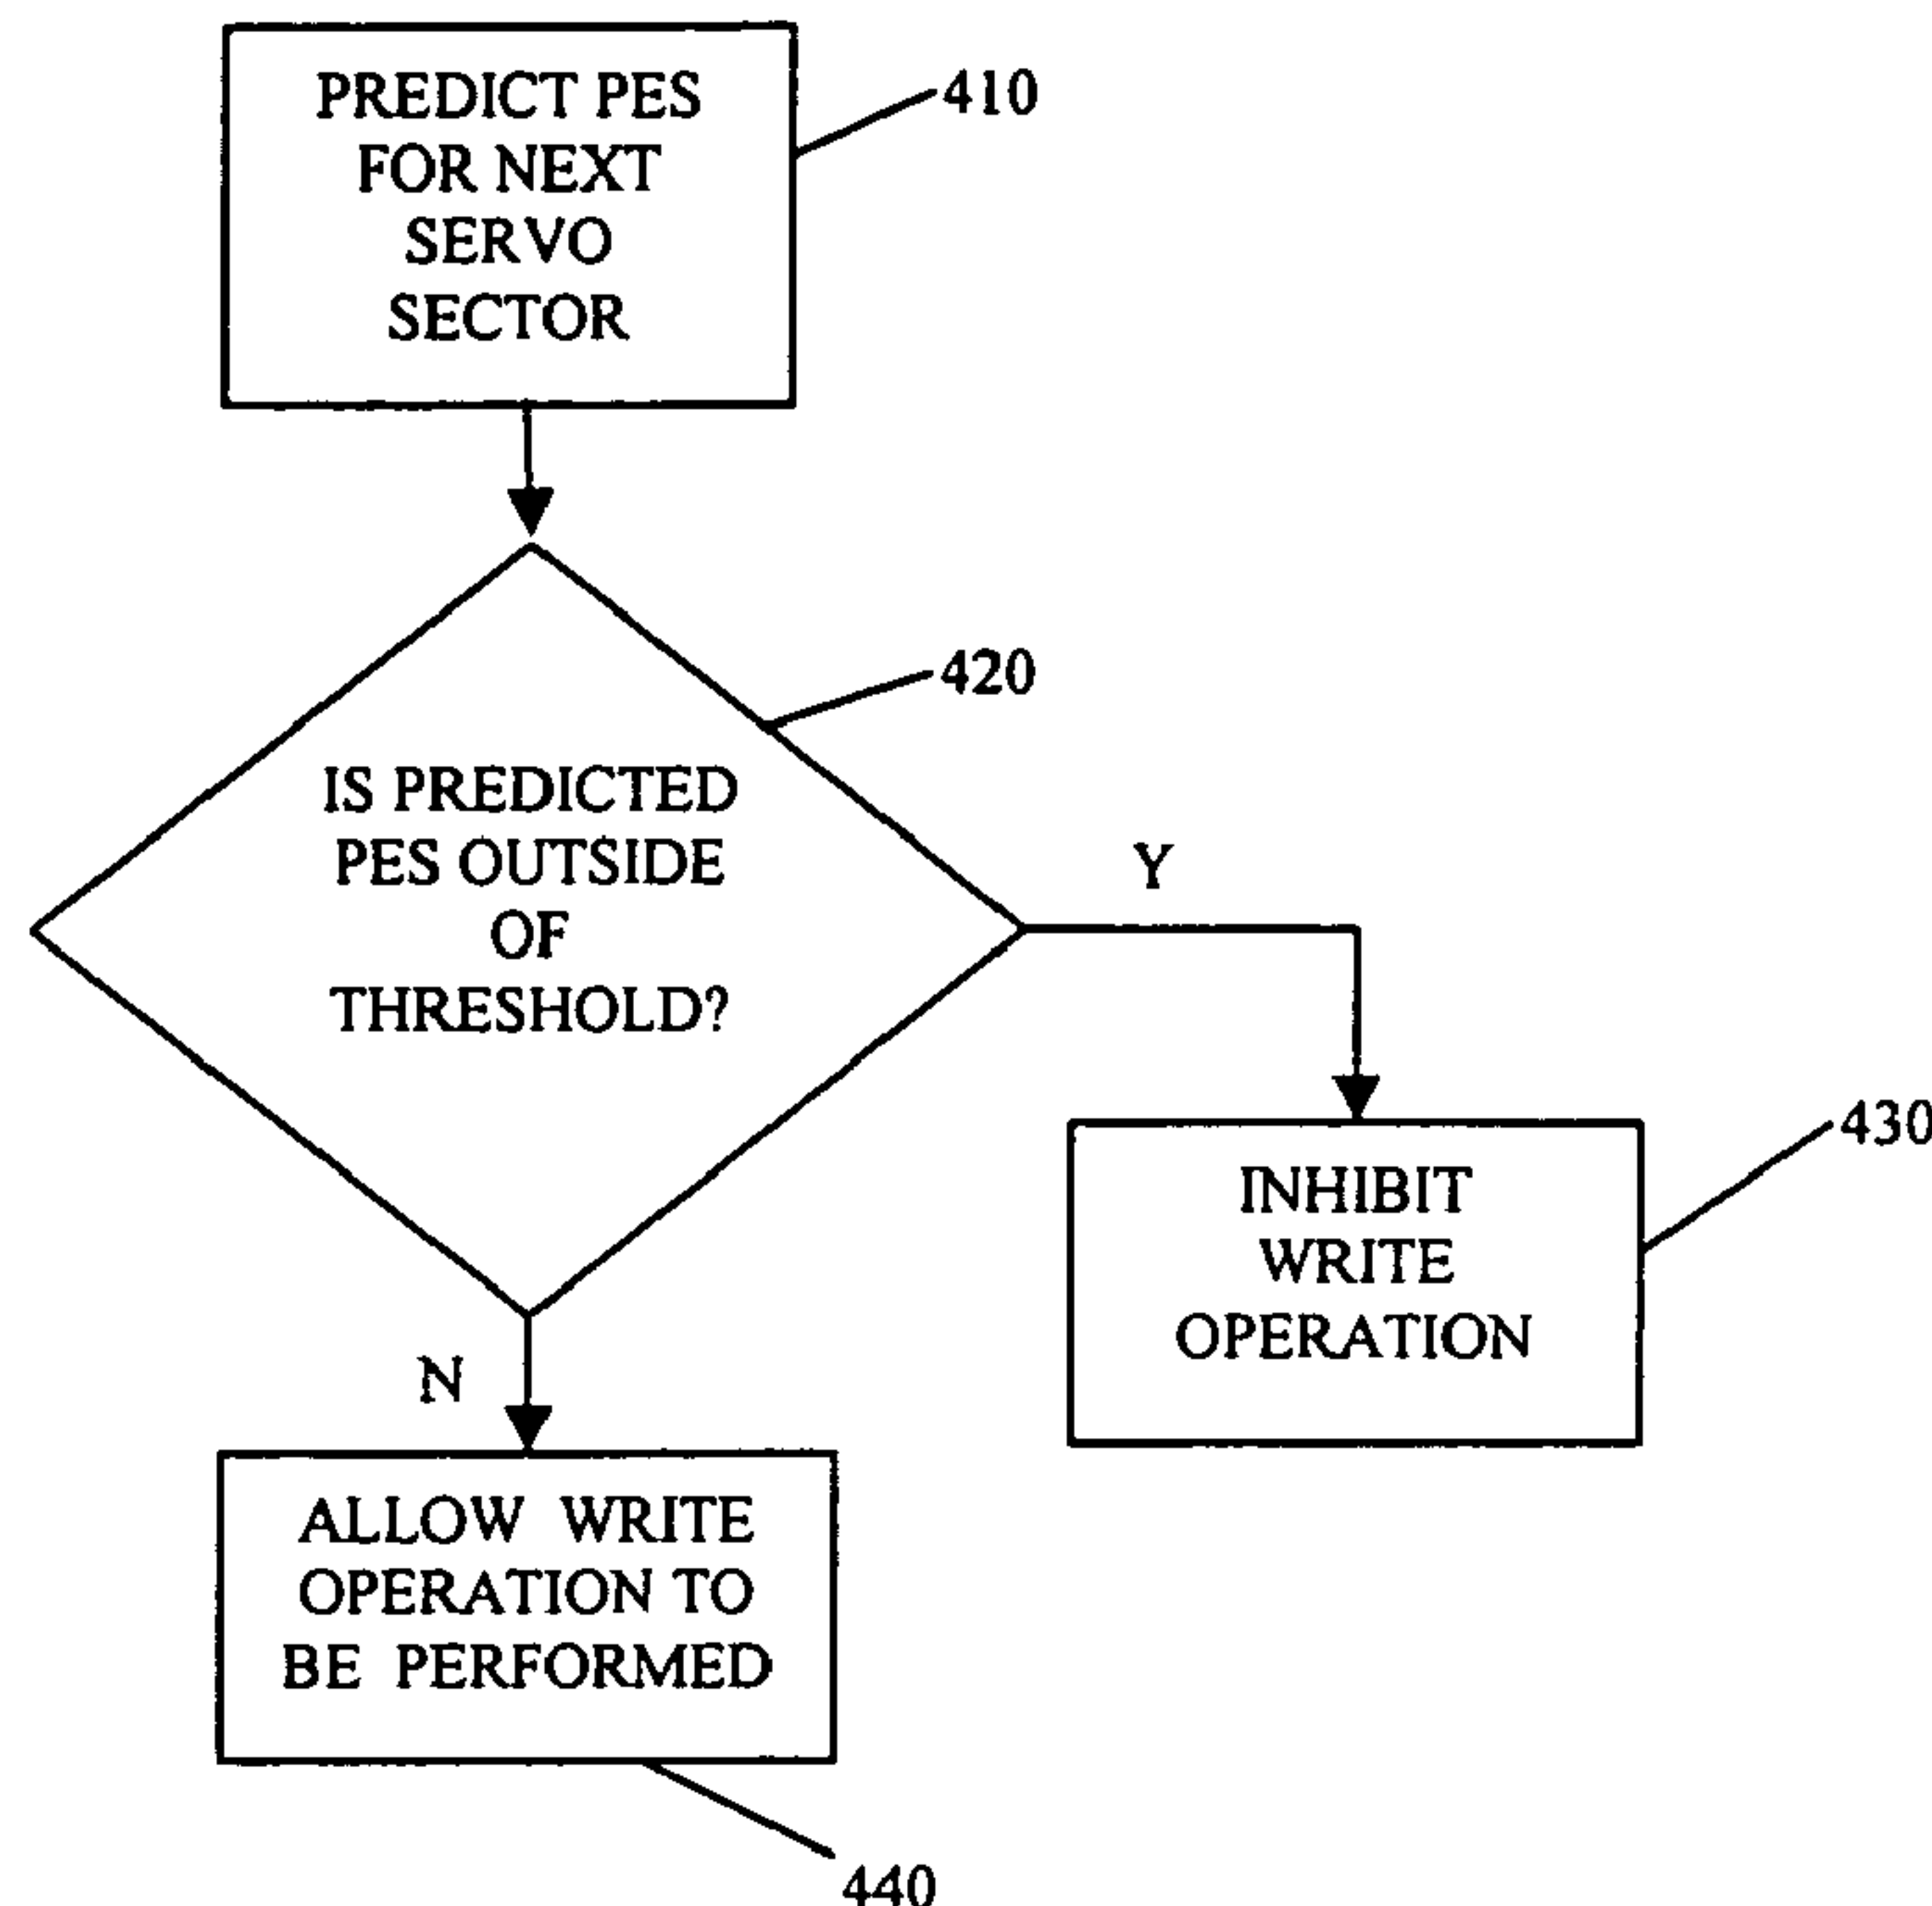 PREDICT PES
FOR NEXT
SERVO
SECTOR
410
420
IS PREDICTED
PES OUTSIDE
OF
THRESHOLD?
Y
430
INHIBIT
WRITE
OPERATION
N
ALLOW WRITE
OPERATION TO
BE PERFORMED
440